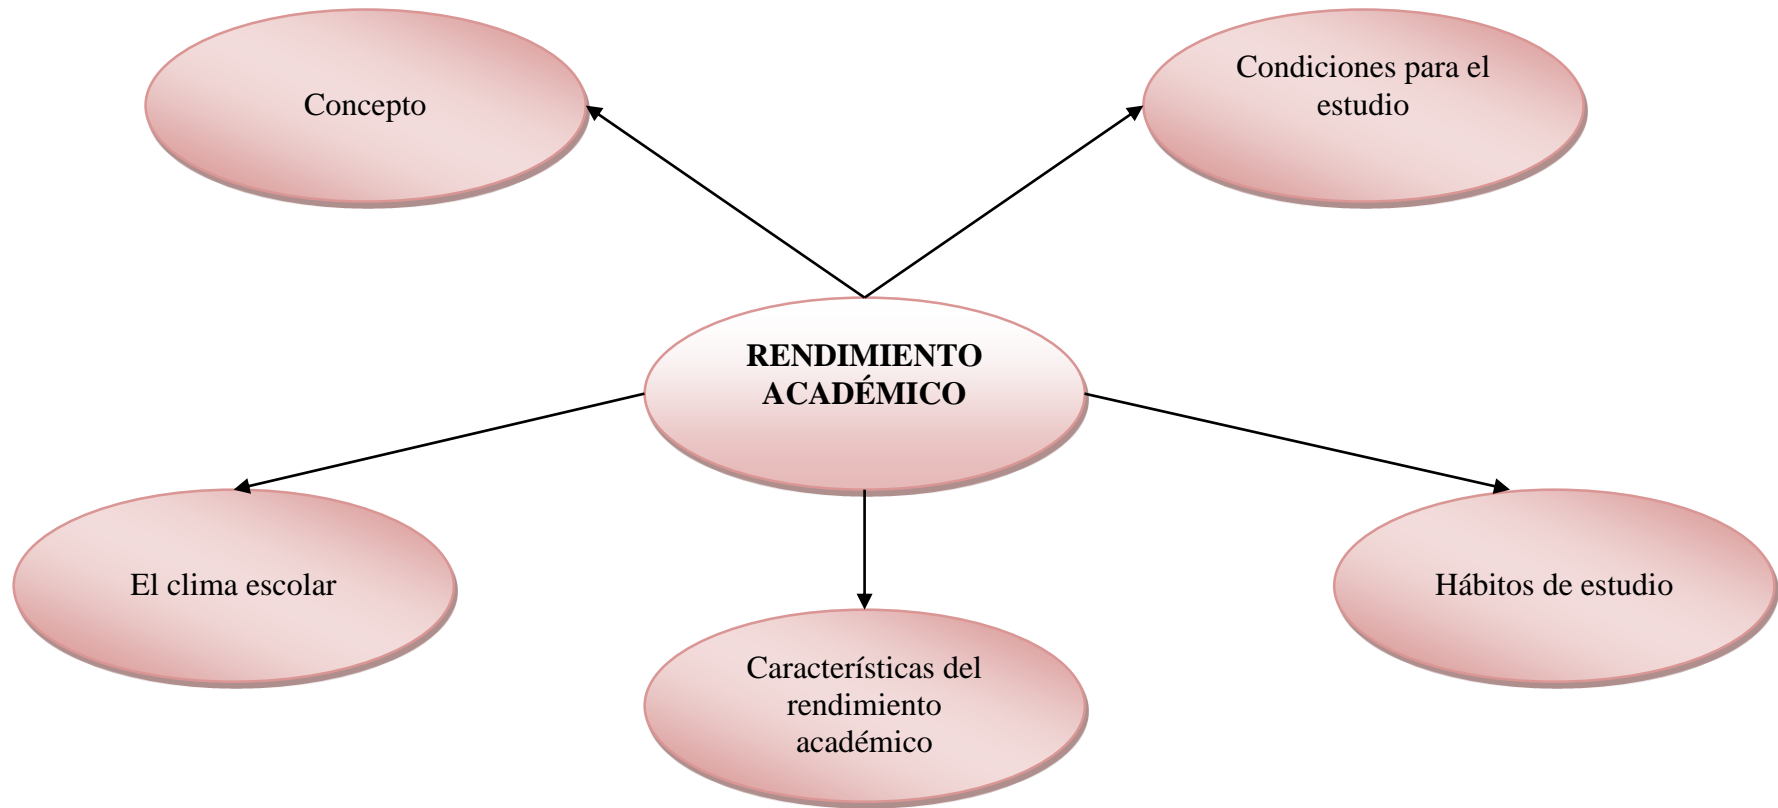 Concepto
Condiciones para el
estudio
RENDIMIENTO
ACADÉMICO
El clima escolar
Hábitos de estudio
Características del
rendimiento
académico